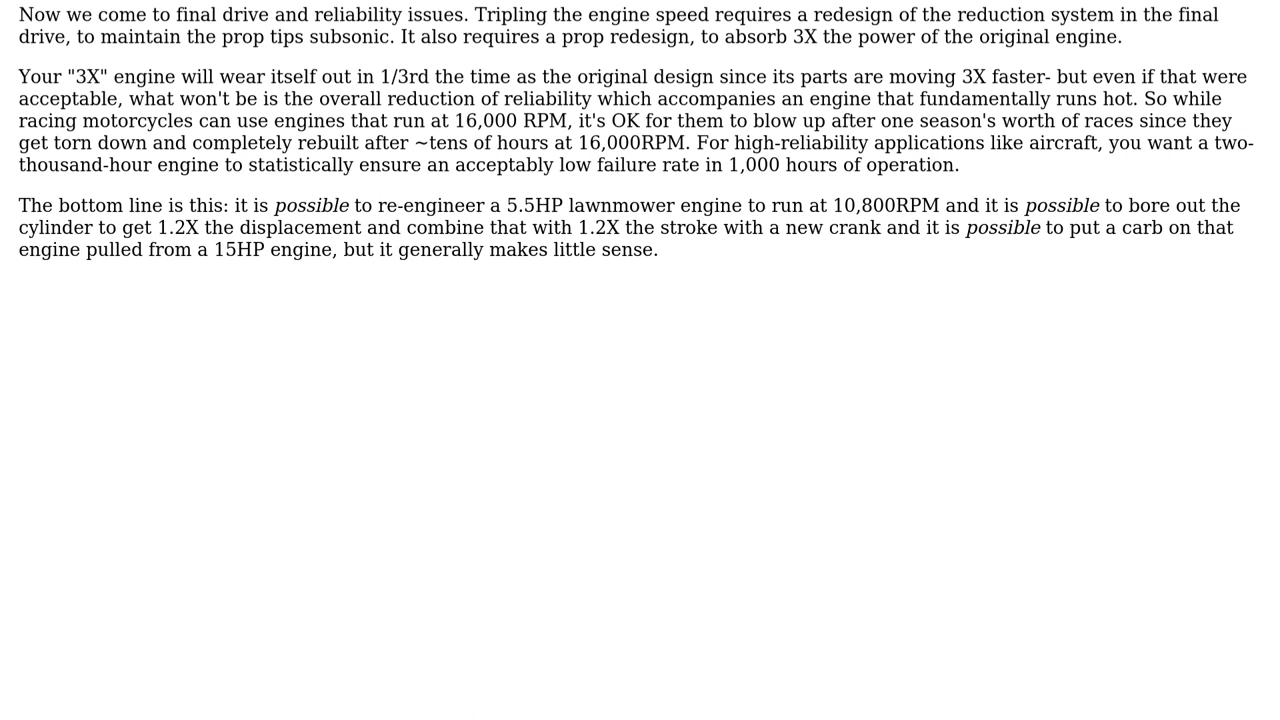 Now we come to final drive and reliability issues. Tripling the engine speed requires a redesign of the reduction system in the final
drive, to maintain the prop tips subsonic. It also requires a prop redesign, to absorb 3X the power of the original engine.
Your "3X" engine will wear itself out in 1/3rd the time as the original design since its parts are moving 3X faster- but even if that were
acceptable, what won't be is the overall reduction of reliability which accompanies an engine that fundamentally runs hot. So while
racing motorcycles can use engines that run at 16,000 RPM, it's OK for them to blow up after one season's worth of races since they
get torn down and completely rebuilt after ~tens of hours at 16,000RPM. For high-reliability applications like aircraft, you want a two-
thousand-hour engine to statistically ensure an acceptably low failure rate in 1,000 hours of operation.
The bottom line is this: it is possible to re-engineer a 5.5HP lawnmower engine to run at 10,800RPM and it is possible to bore out the
cylinder to get 1.2X the displacement and combine that with 1.2X the stroke with a new crank and it is possible to put a carb on that
engine pulled from a 15HP engine, but it generally makes little sense.